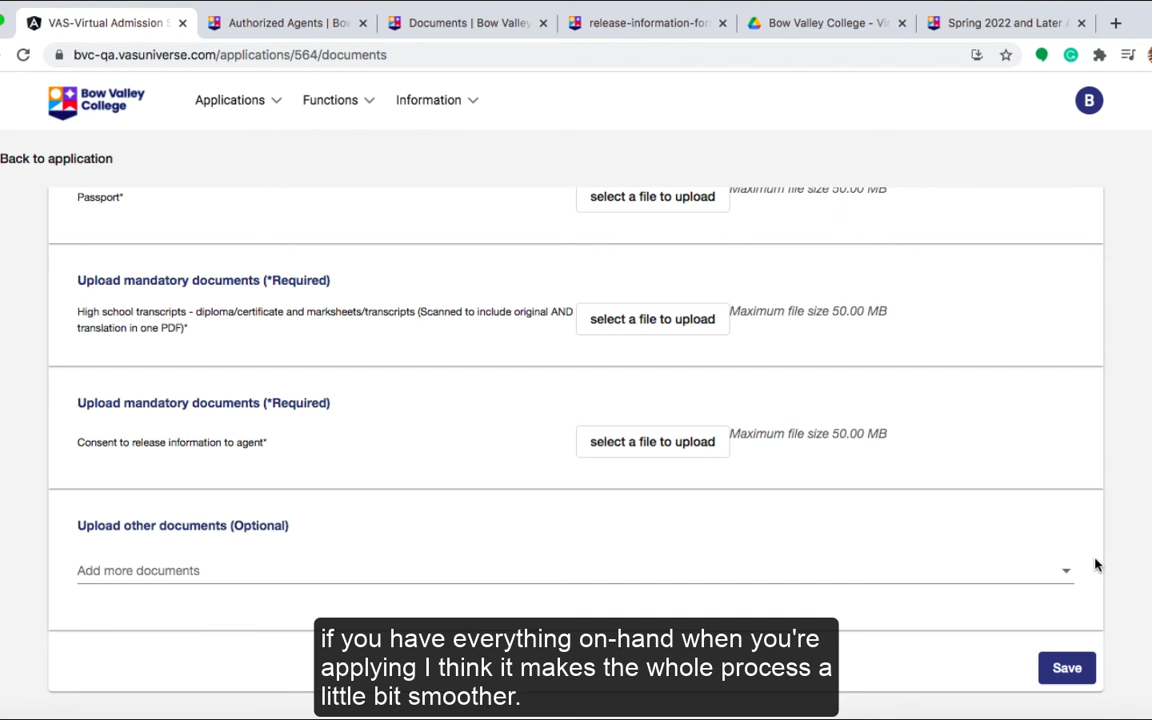 VAS-Virtual Admission S
Authorized Agents | Bow
Documents | Bow Valley
release-information-for
Bow Valley College - Vi
Spring 2022 and Later A
bvc-qa.vasuniverse.com/applications/564/documents
Bow Valley
College
Applications
Functions
Information
B
Back to application
Passport*
select a file to upload
Maximum file size 50.00 MB
Upload mandatory documents (*Required)
High school transcripts - diploma/certificate and marksheets/transcripts (Scanned to include original AND
translation in one PDF)*
select a file to upload
Maximum file size 50.00 MB
Upload mandatory documents (*Required)
Consent to release information to agent*
select a file to upload
Maximum file size 50.00 MB
Upload other documents (Optional)
Add more documents
if you have everything on-hand when you're
applying I think it makes the whole process a
little bit smoother.
Save